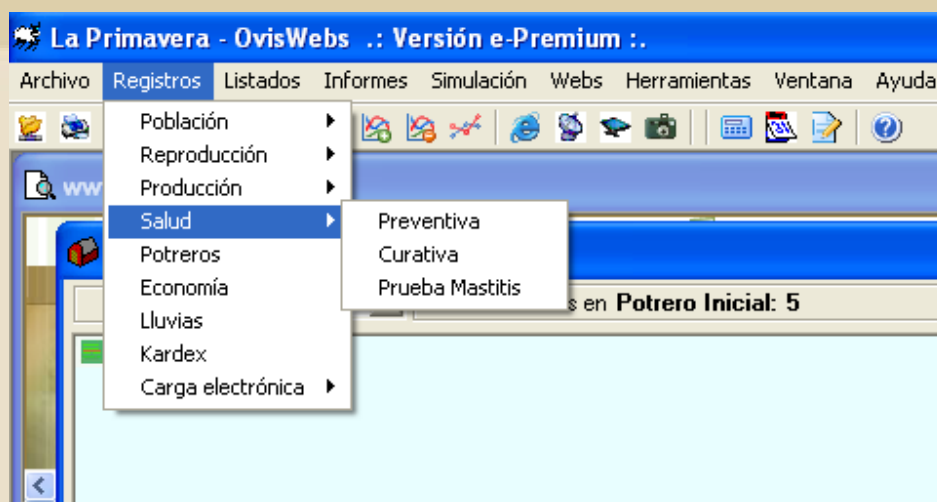 La Primavera - OvisWebs .: Versión e-Premium :.
Archivo Registros Listados Informes Simulación Webs Herramientas Ventana Ayuda
Población
Reproducción
ww
Producción
Salud
Preventiva
Potreros
Curativa
Economía
Prueba Mastitis
s en Potrero Inicial: 5
Lluvias
Kardex
Carga electrónica